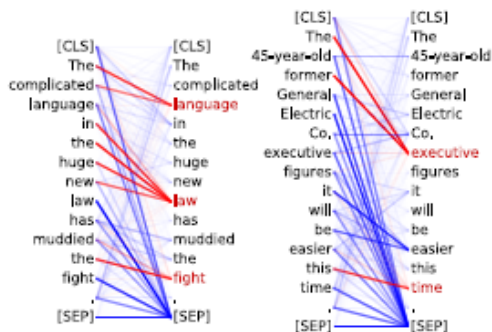 [CLS] [CLS]
The The
complicated complicated
language language
in in
the the
huge huge
new new
law law
has has
muddied muddied
the the
fight fight
. .
[SEP] [SEP]
[CLS] [CLS]
The The
45-year-old 45-year-old
former former
General General
Electric Electric
Co. Co.
executive executive
figures figures
it it
will will
be be
easier easier
this this
time time
. .
[SEP] [SEP]